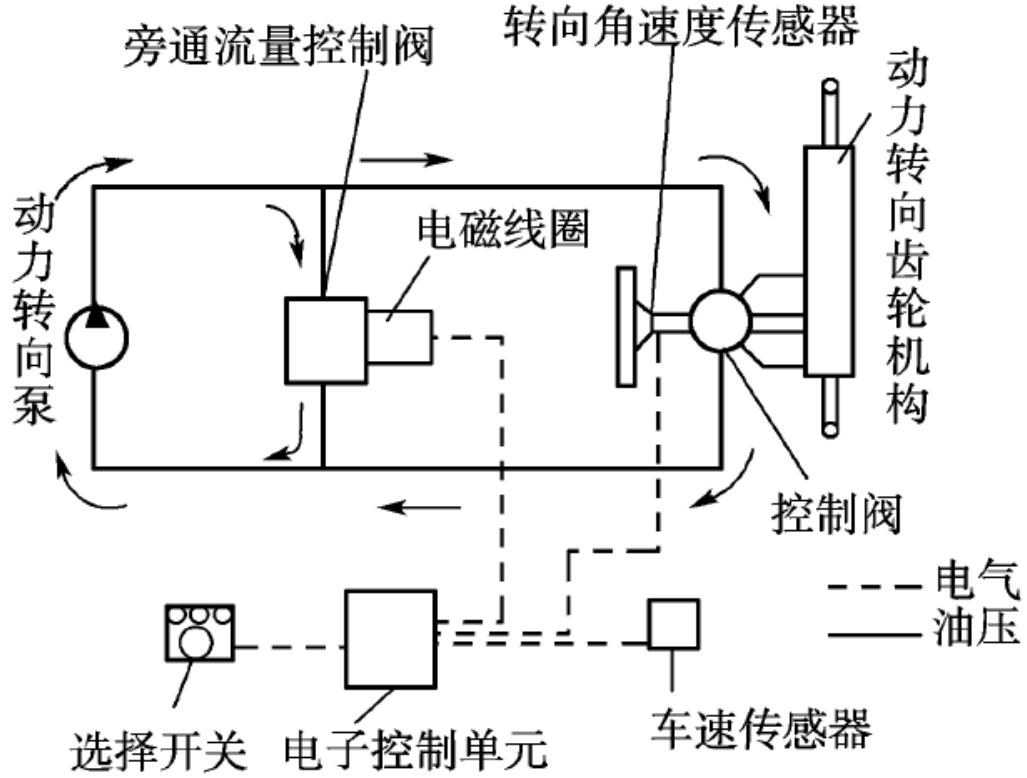 转向角速度传感器
旁通流量控制阀
动力转向齿轮机构
动力转向泵
电磁线圈
控制阀
电气
油压
选择开关
电子控制单元
车速传感器